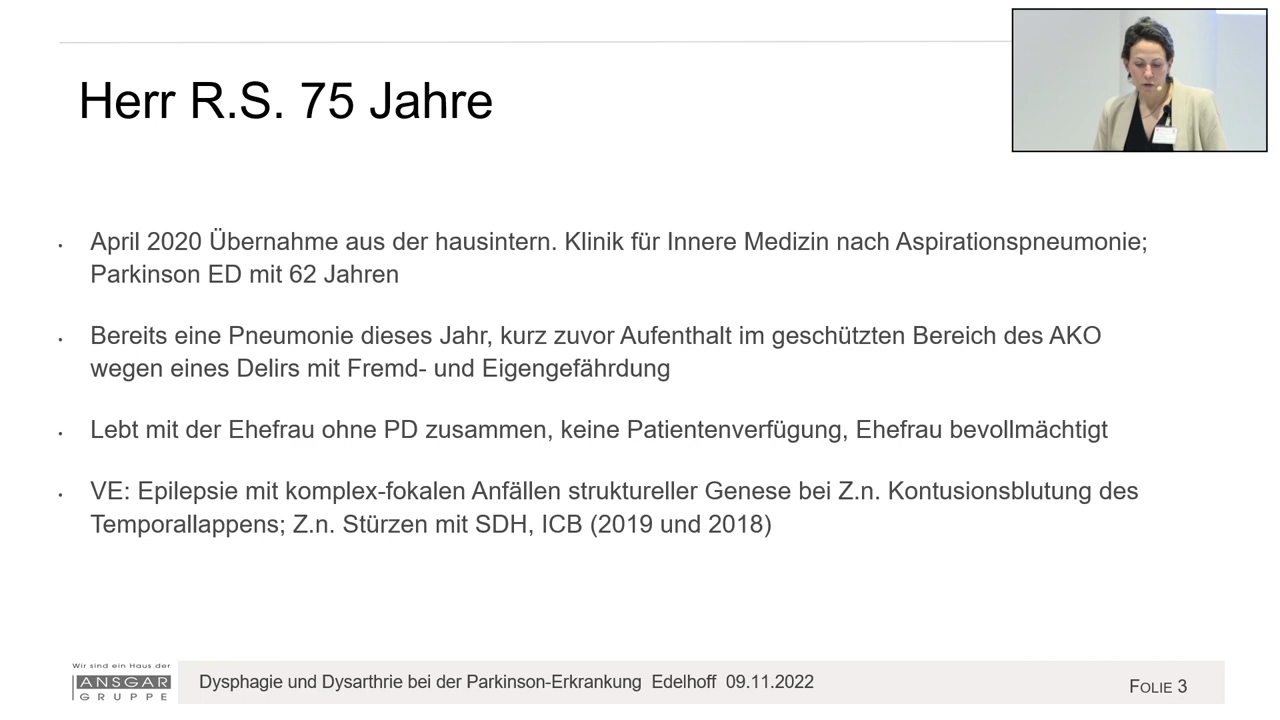 Herr R.S. 75 Jahre
• April 2020 Übernahme aus der hausintern. Klinik für Innere Medizin nach Aspirationspneumonie;
Parkinson ED mit 62 Jahren
• Bereits eine Pneumonie dieses Jahr, kurz zuvor Aufenthalt im geschützten Bereich des AKO
wegen eines Delirs mit Fremd- und Eigengefährdung
• Lebt mit der Ehefrau ohne PD zusammen, keine Patientenverfügung, Ehefrau bevollmächtigt
• VE: Epilepsie mit komplex-fokalen Anfällen struktureller Genese bei Z.n. Kontusionsblutung des
Temporallappens; Z.n. Stürzen mit SDH, ICB (2019 und 2018)
Wir sind ein Haus der
ANSGAR
GRUPPE
Dysphagie und Dysarthrie bei der Parkinson-Erkrankung Edelhoff 09.11.2022
FOLIE 3